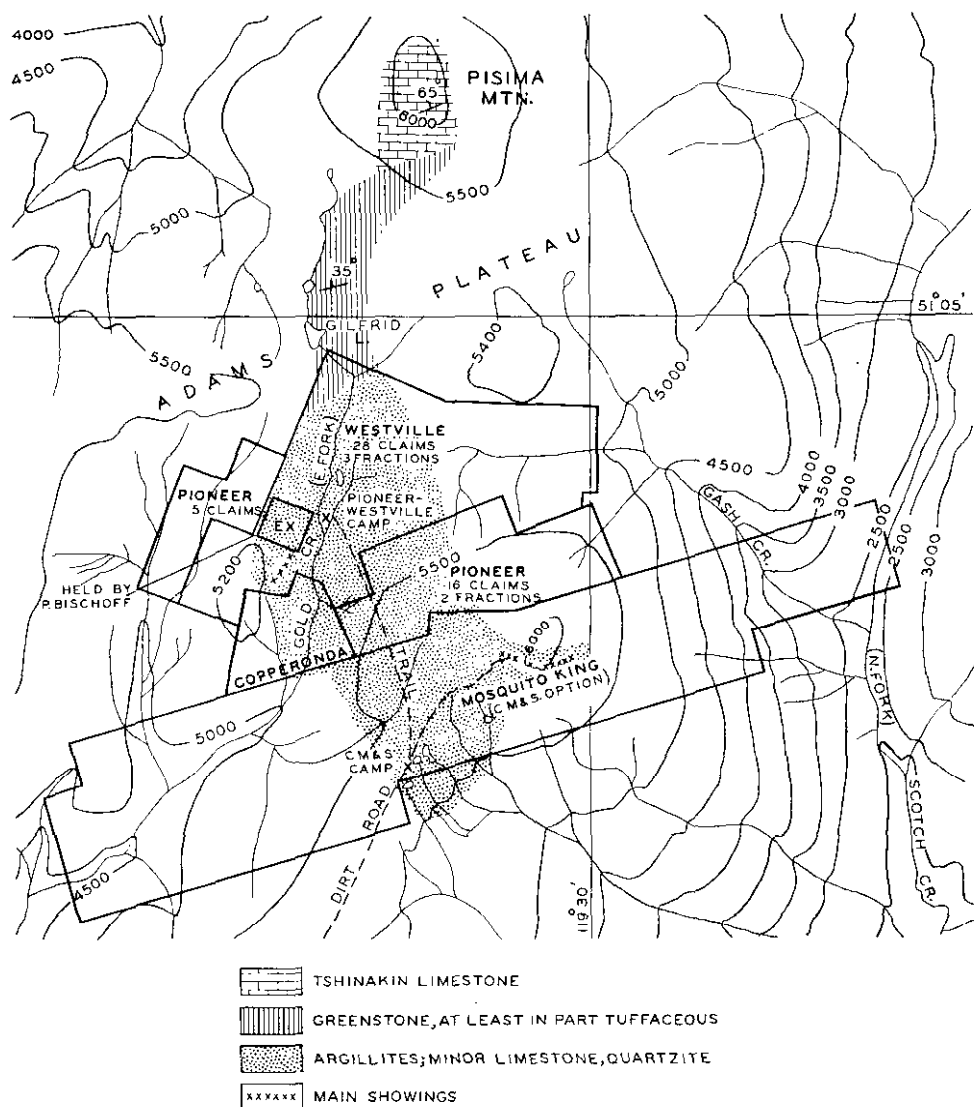 4000
4500
PISIMA
MTN.
65°
6000
5000
5500
PLATEAU
35°
51°05'
GILFRID
L.
5400
5500
ADAMS
5000
(E. FORK)
WESTVILLE
28 CLAIMS
3 FRACTIONS
4500
4000
3500
3000
2500
2500
3000
PIONEER
5 CLAIMS
EX
PIONEER-
WESTVILLE
CAMP
GASH
CR.
CR.
5200
5500
PIONEER
16 CLAIMS
2 FRACTIONS
HELD BY
P. BISCHOFF
GOLD
6000
COPPERONDA
TRAIL
MOSQUITO KING
(C M & S. OPTION)
(N. FORK)
5000
C M & S
CAMP
ROAD
SCOTCH
CR.
4500
DIRT
119°30'
TSHINAKIN LIMESTONE
GREENSTONE, AT LEAST IN PART TUFFACEOUS
ARGILLITES; MINOR LIMESTONE, QUARTZITE
xxxxxx MAIN SHOWINGS